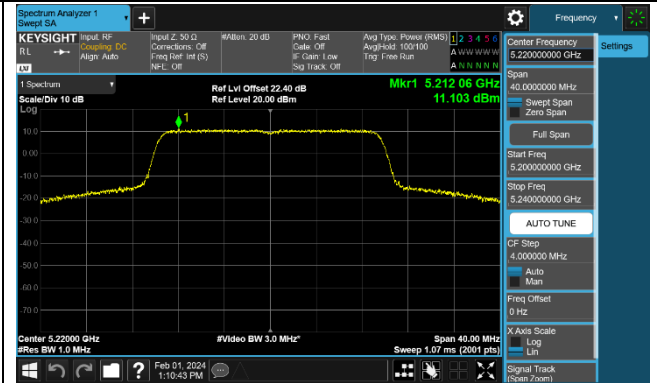 Spectrum Analyzer 1
Swept SA
Frequency
KEYSIGHT
RL
LXI
Input: RF
Coupling: DC
Align: Auto
Input Z: 50 Ω
Corrections: Off
Freq Ref: Int (S)
NFE: Off
#Atten: 20 dB
PNO: Fast
Gate: Off
IF Gain: Low
Sig Track: Off
Avg Type: Power (RMS)
Avg|Hold: 100/100
Trig: Free Run
1 2 3 4 5 6
A W W W W W
A N N N N N
1 Spectrum
Scale/Div 10 dB
Log
Ref Lvl Offset 22.40 dB
Ref Level 20.00 dBm
Mkr1 5.212 06 GHz
11.103 dBm
1
10.0
0.00
-10.0
-20.0
-30.0
-40.0
-50.0
-60.0
-70.0
Center 5.22000 GHz
#Res BW 1.0 MHz
#Video BW 3.0 MHz*
Span 40.00 MHz
Sweep 1.07 ms (2001 pts)
Feb 01, 2024
1:10:43 PM
Center Frequency
5.220000000 GHz
Settings
Span
40.0000000 MHz
Swept Span
Zero Span
Full Span
Start Freq
5.200000000 GHz
Stop Freq
5.240000000 GHz
AUTO TUNE
CF Step
4.000000 MHz
Auto
Man
Freq Offset
0 Hz
X Axis Scale
Log
Lin
Signal Track
(Span Zoom)